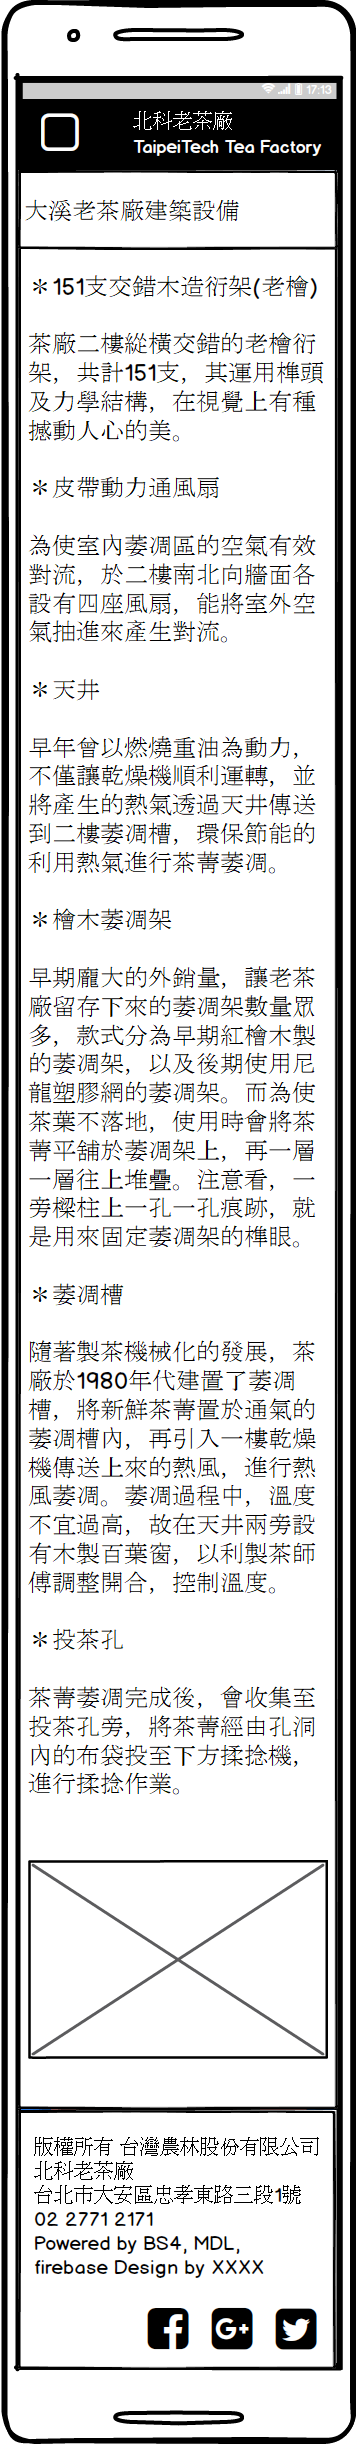 17:13
北科老茶廠
TaipeiTech Tea Factory
大溪老茶廠建築設備
＊151支交錯木造衍架(老檜)
茶廠二樓縱橫交錯的老檜衍
架，共計151支，其運用榫頭
及力學結構，在視覺上有種
撼動人心的美。
＊皮帶動力通風扇
為使室內萎凋區的空氣有效
對流，於二樓南北向牆面各
設有四座風扇，能將室外空
氣抽進來產生對流。
＊天井
早年曾以燃燒重油為動力，
不僅讓乾燥機順利運轉，並
將產生的熱氣透過天井傳送
到二樓萎凋槽，環保節能的
利用熱氣進行茶菁萎凋。
＊檜木萎凋架
早期龐大的外銷量，讓老茶
廠留存下來的萎凋架數量眾
多，款式分為早期紅檜木製
的萎凋架，以及後期使用尼
龍塑膠網的萎凋架。而為使
茶葉不落地，使用時會將茶
菁平舖於萎凋架上，再一層
一層往上堆疊。注意看，一
旁樑柱上一孔一孔痕跡，就
是用來固定萎凋架的榫眼。
＊萎凋槽
隨著製茶機械化的發展，茶
廠於1980年代建置了萎凋
槽，將新鮮茶菁置於通氣的
萎凋槽內，再引入一樓乾燥
機傳送上來的熱風，進行熱
風萎凋。萎凋過程中，溫度
不宜過高，故在天井兩旁設
有木製百葉窗，以利製茶師
傅調整開合，控制溫度。
＊投茶孔
茶菁萎凋完成後，會收集至
投茶孔旁，將茶菁經由孔洞
內的布袋投至下方揉捻機，
進行揉捻作業。
版權所有 台灣農林股份有限公司
北科老茶廠
台北市大安區忠孝東路三段1號
02 2771 2171
Powered by BS4, MDL,
firebase Design by XXXX